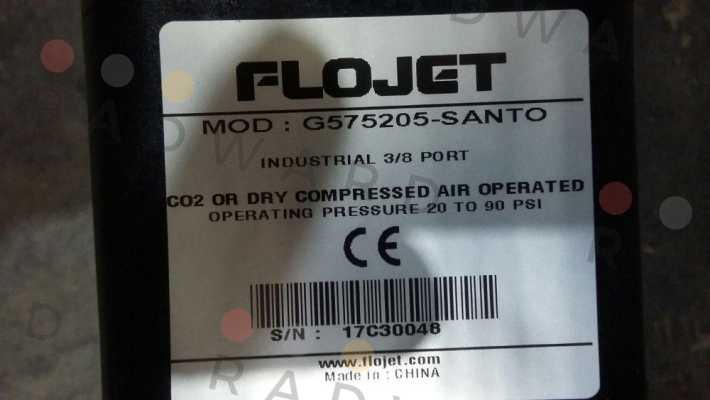 FLOJET
MOD : G575205-SANTO
INDUSTRIAL 3/8 PORT
CO2 OR DRY COMPRESSED AIR OPERATED
OPERATING PRESSURE 20 TO 90 PSI
CE
S/N : 17C30048
www.flojet.com
Made in : CHINA